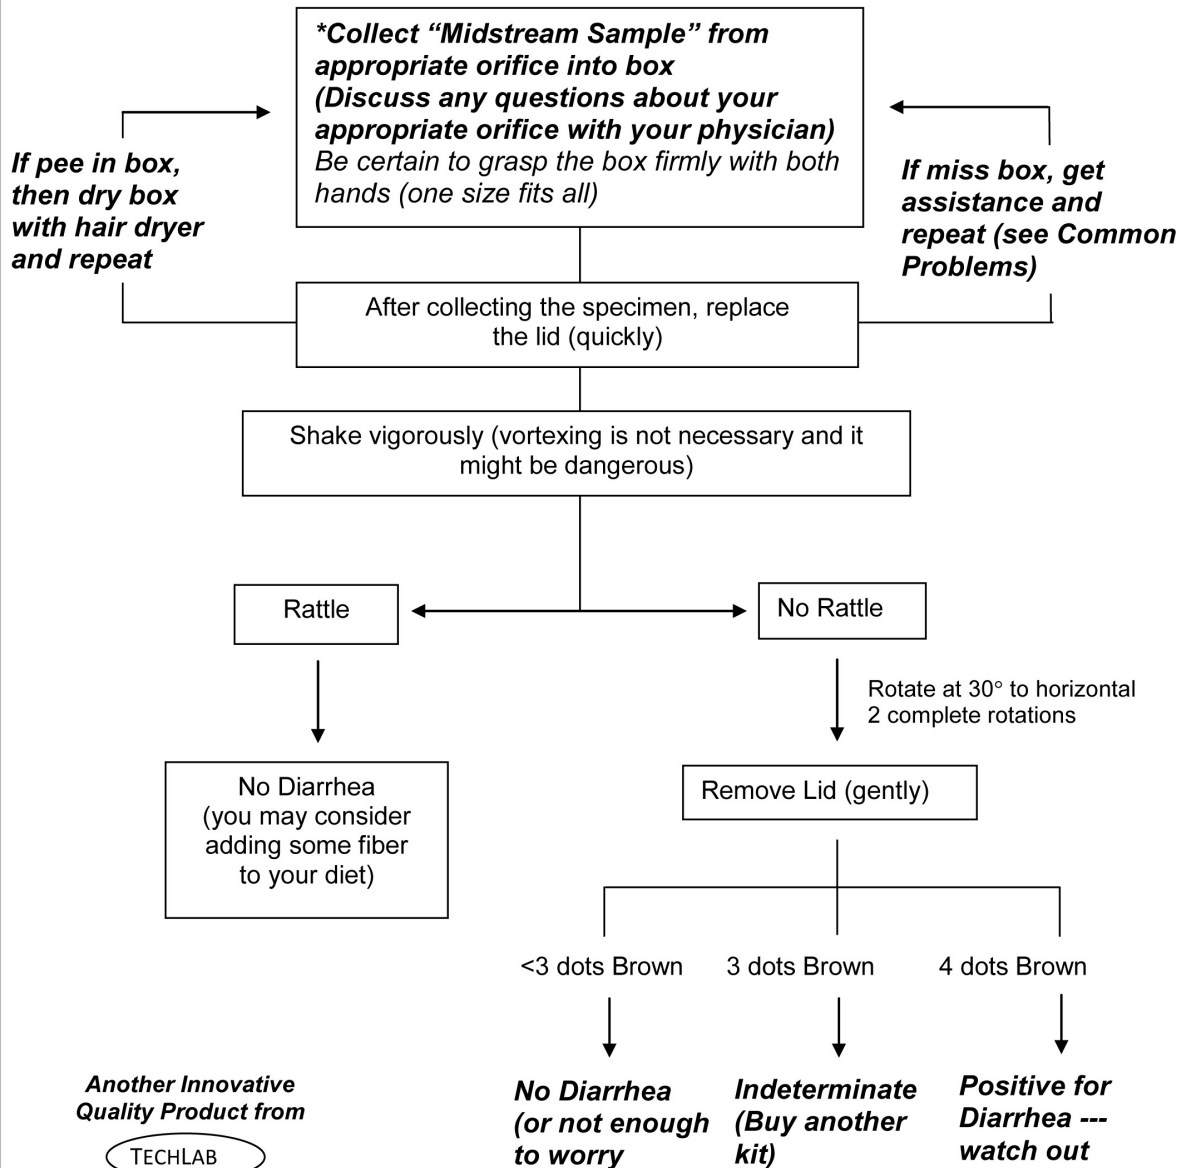 *Collect “Midstream Sample” from
appropriate orifice into box
(Discuss any questions about your
appropriate orifice with your physician)
Be certain to grasp the box firmly with both
hands (one size fits all)
If pee in box,
then dry box
with hair dryer
and repeat
If miss box, get
assistance and
repeat (see Common
Problems)
After collecting the specimen, replace
the lid (quickly)
Shake vigorously (vortexing is not necessary and it
might be dangerous)
Rattle
No Rattle
Rotate at 30° to horizontal
2 complete rotations
No Diarrhea
(you may consider
adding some fiber
to your diet)
Remove Lid (gently)
<3 dots Brown
3 dots Brown
4 dots Brown
No Diarrhea
(or not enough
to worry
Indeterminate
(Buy another
kit)
Positive for
Diarrhea ---
watch out
Another Innovative
Quality Product from
TECHLAB